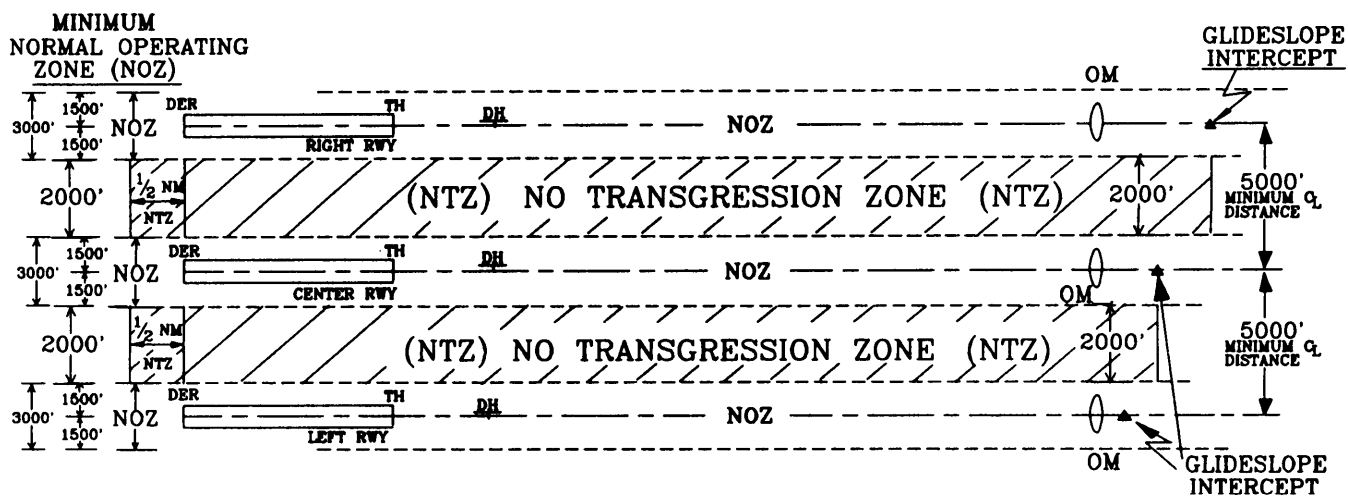 MINIMUM
NORMAL OPERATING
ZONE (NOZ)
GLIDESLOPE
INTERCEPT
OM
DER
TH
3000'
1500'
1500'
NOZ
DH
NOZ
RIGHT RWY
2000'
1/2 NM
NTZ
(NTZ) NO TRANSGRESSION ZONE (NTZ)
2000'
5000'
MINIMUM CL
DISTANCE
DER
TH
3000'
1500'
1500'
NOZ
DH
NOZ
CENTER RWY
OM
2000'
1/2 NM
NTZ
(NTZ) NO TRANSGRESSION ZONE (NTZ)
2000'
5000'
MINIMUM CL
DISTANCE
DER
TH
3000'
1500'
1500'
NOZ
DH
NOZ
LEFT RWY
OM
GLIDESLOPE
INTERCEPT